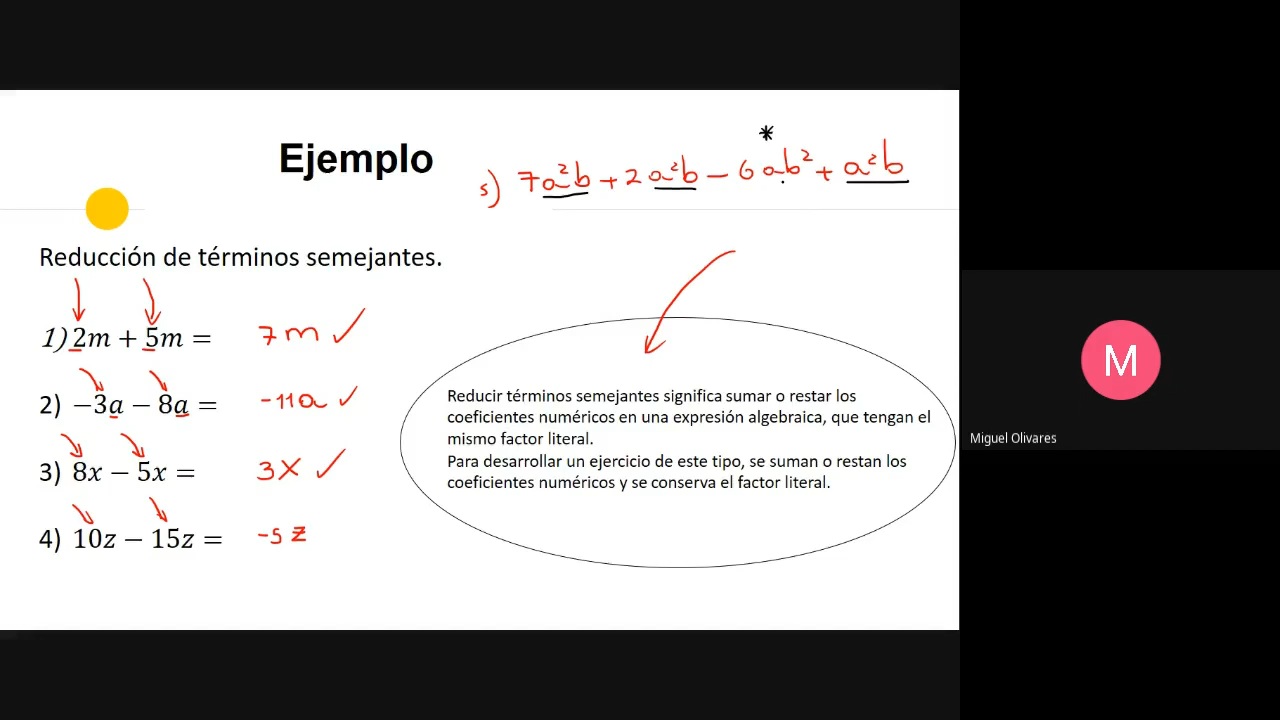 Ejemplo
*
5) 7a²b + 2a²b − 6ab² + a²b
Reducción de términos semejantes.
1) 2m + 5m = 7m ✓
2) −3a − 8a = -11a ✓
3) 8x − 5x = 3x ✓
4) 10z − 15z = -5z
Reducir términos semejantes significa sumar o restar los
coeficientes numéricos en una expresión algebraica, que tengan el
mismo factor literal.
Para desarrollar un ejercicio de este tipo, se suman o restan los
coeficientes numéricos y se conserva el factor literal.
M
Miguel Olivares